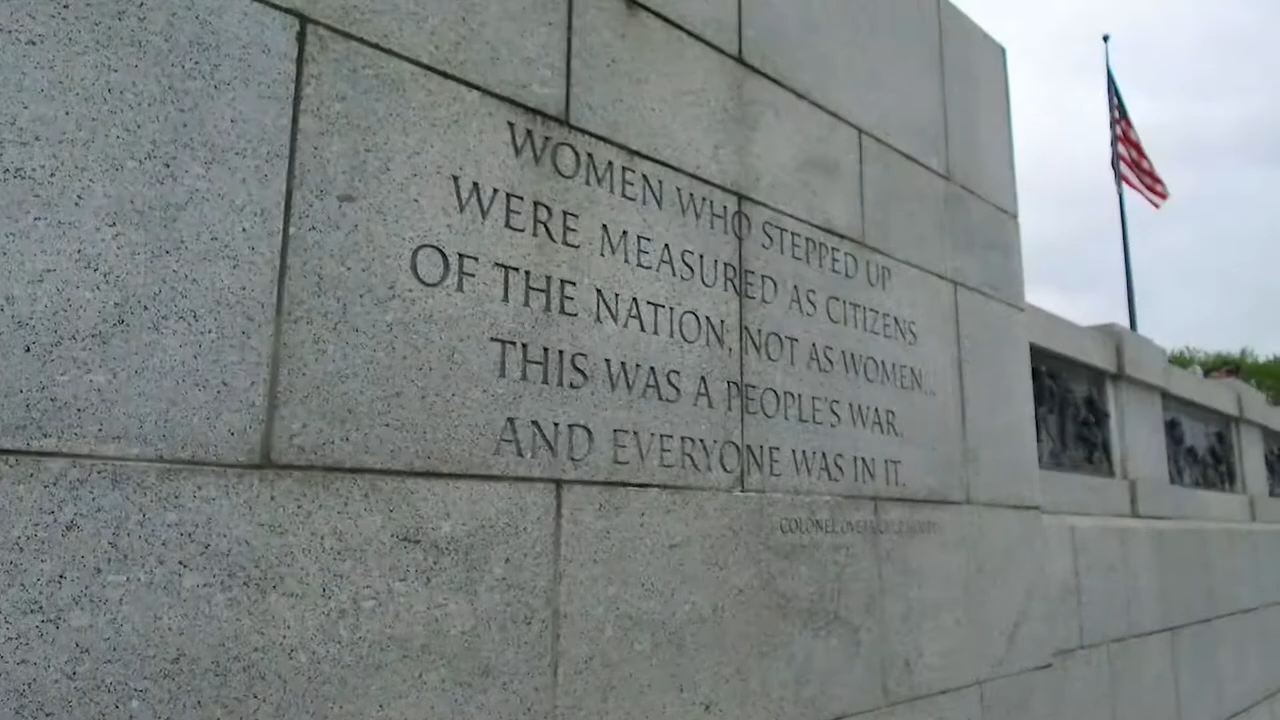 WOMEN WHO STEPPED UP
WERE MEASURED AS CITIZENS
OF THE NATION, NOT AS WOMEN...
THIS WAS A PEOPLE'S WAR,
AND EVERYONE WAS IN IT.
COLONEL